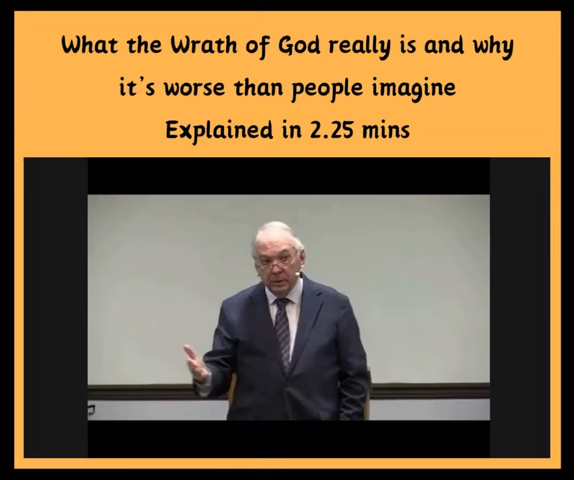 What the Wrath of God really is and why
it's worse than people imagine
Explained in 2.25 mins